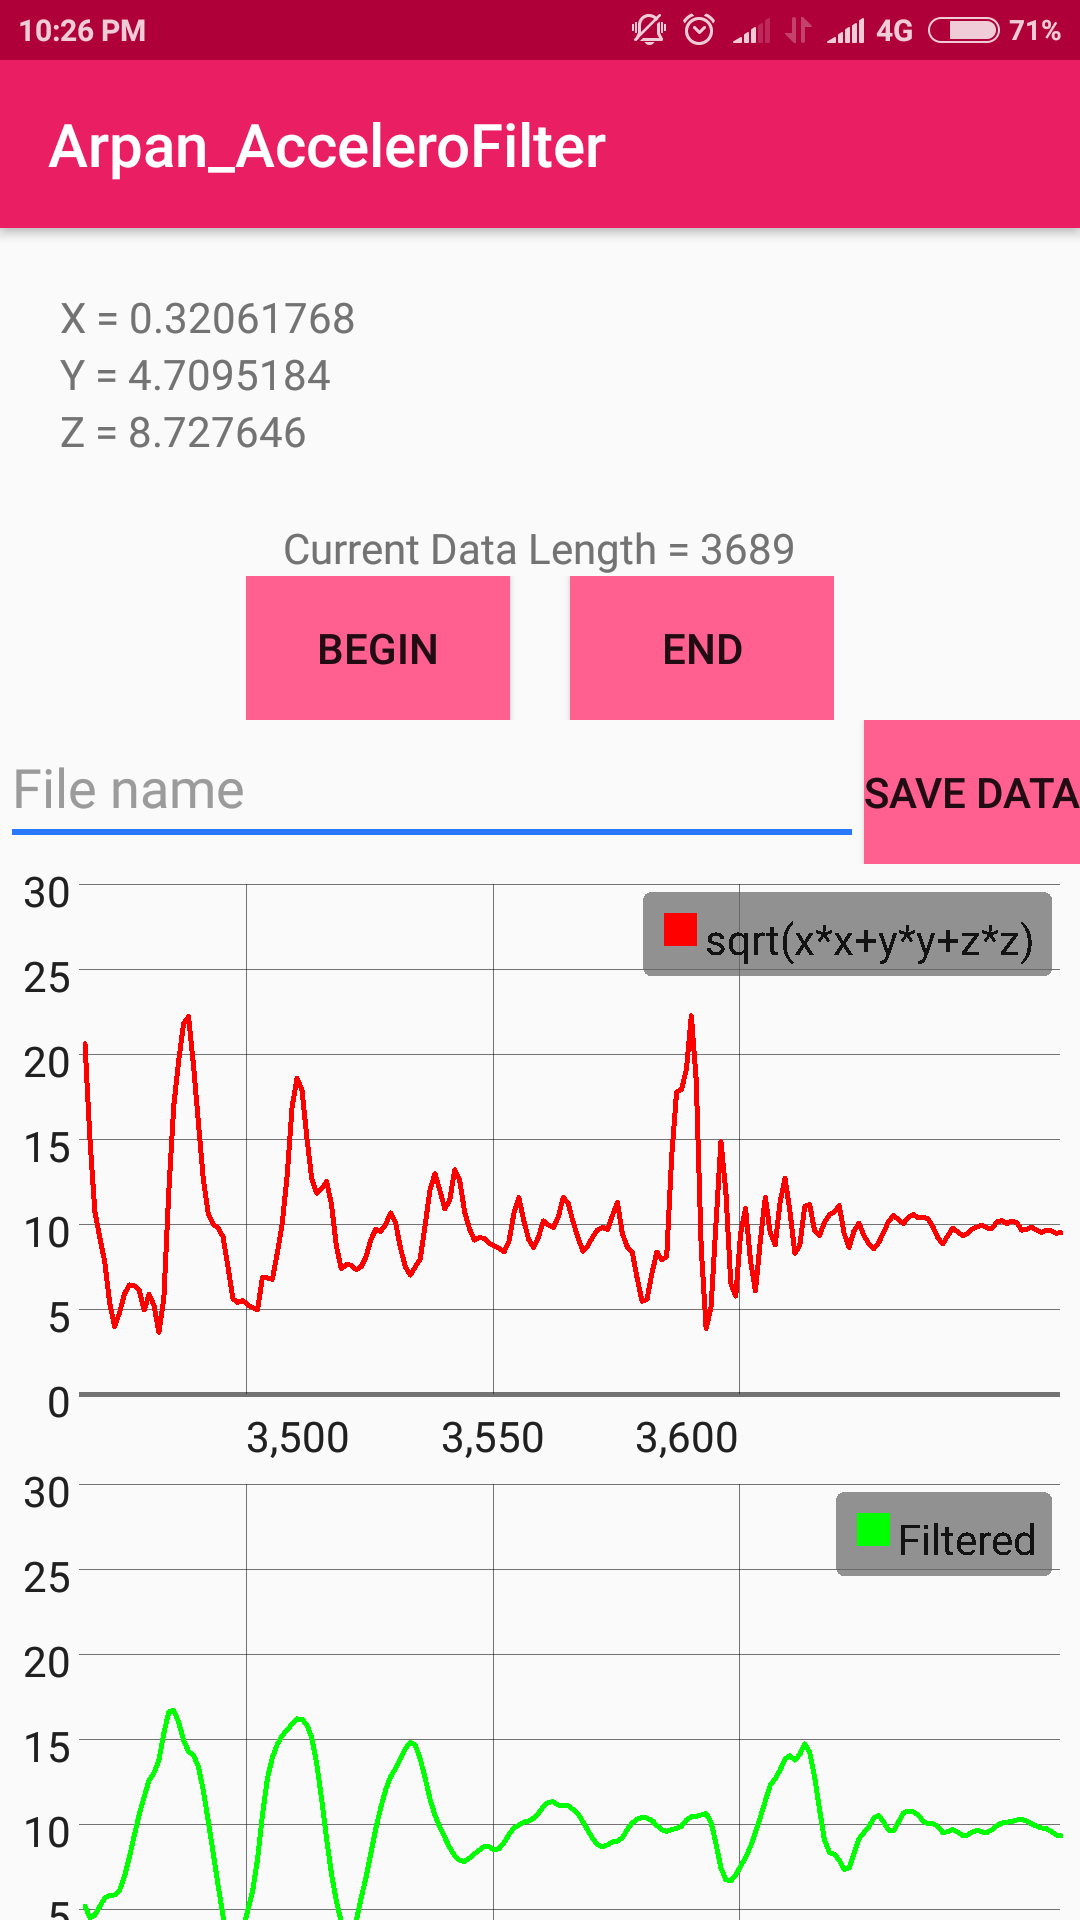 10:26 PM 4G 71%
Arpan_AcceleroFilter
X = 0.32061768
Y = 4.7095184
Z = 8.727646
Current Data Length = 3689
BEGIN END
File name SAVE DATA
30
sqrt(x*x+y*y+z*z)
25
20
15
10
5
0
3,500 3,550 3,600
30
Filtered
25
20
15
10
5